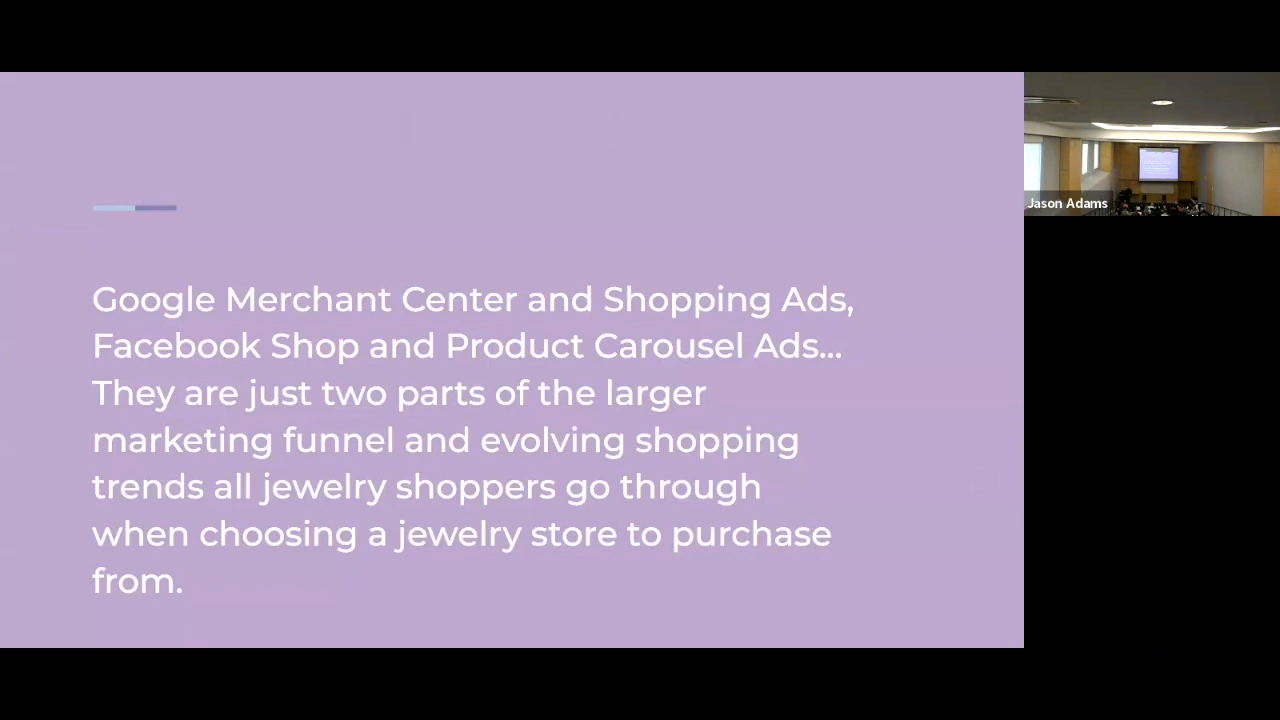 Google Merchant Center and Shopping Ads,
Facebook Shop and Product Carousel Ads...
They are just two parts of the larger
marketing funnel and evolving shopping
trends all jewelry shoppers go through
when choosing a jewelry store to purchase
from.
Jason Adams